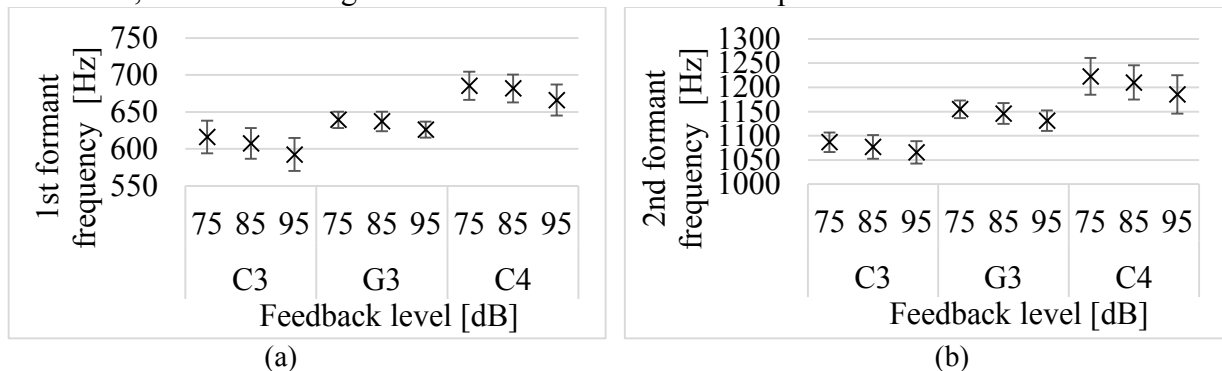 750
700
650
600
550
1st formant
frequency [Hz]
75 85 95 75 85 95 75 85 95
C3 G3 C4
Feedback level [dB]
(a)
1300
1250
1200
1150
1100
1050
1000
2nd formant
frequency [Hz]
75 85 95 75 85 95 75 85 95
C3 G3 C4
Feedback level [dB]
(b)